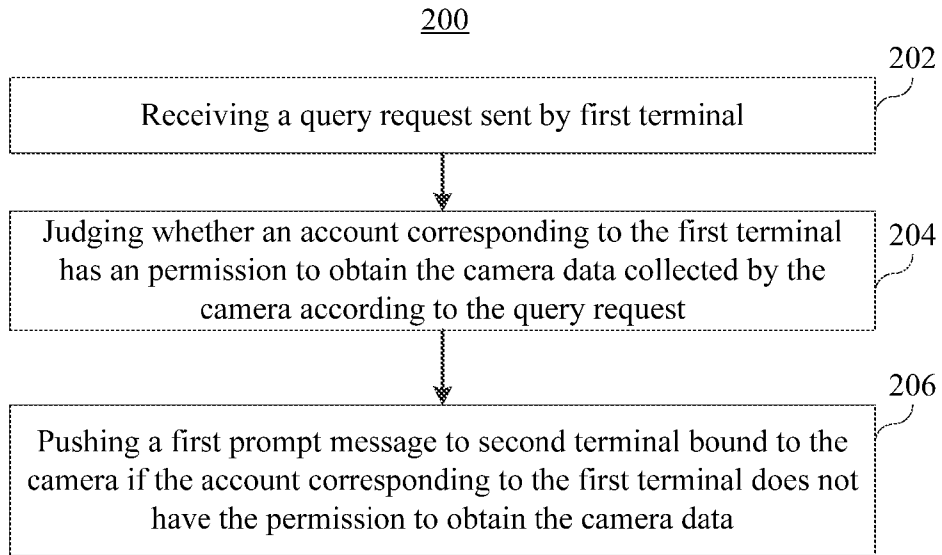 200
202
Receiving a query request sent by first terminal
204
Judging whether an account corresponding to the first terminal
has an permission to obtain the camera data collected by the
camera according to the query request
206
Pushing a first prompt message to second terminal bound to the
camera if the account corresponding to the first terminal does not
have the permission to obtain the camera data